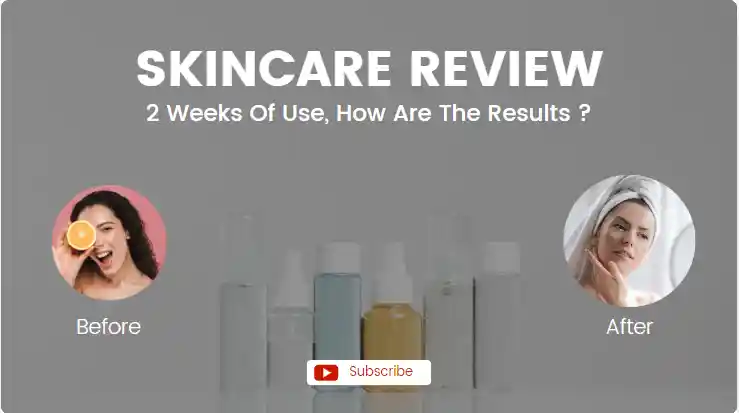 SKINCARE REVIEW
2 Weeks Of Use, How Are The Results ?
Before
After
Subscribe